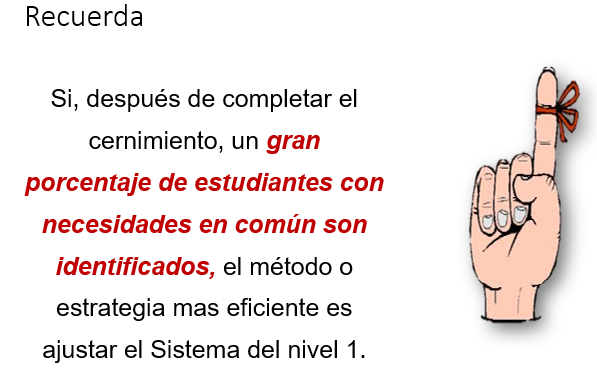 Recuerda
Si, después de completar el
cernimiento, un gran
porcentaje de estudiantes con
necesidades en común son
identificados, el método o
estrategia mas eficiente es
ajustar el Sistema del nivel 1.